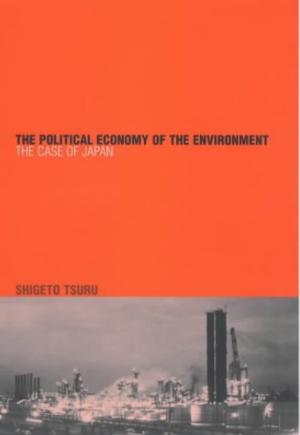 THE POLITICAL ECONOMY OF THE ENVIRONMENT
THE CASE OF JAPAN
SHIGETO TSURU